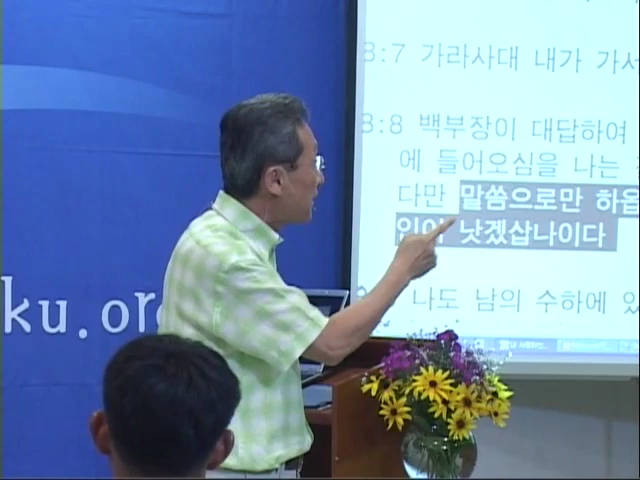 8:7 가라사대 내가 가서
8:8 백부장이 대답하여
에 들어오심을 나는
다만 말씀으로만 하옵
인이 낫겠삽나이다
나도 남의 수하에 있
ku.or